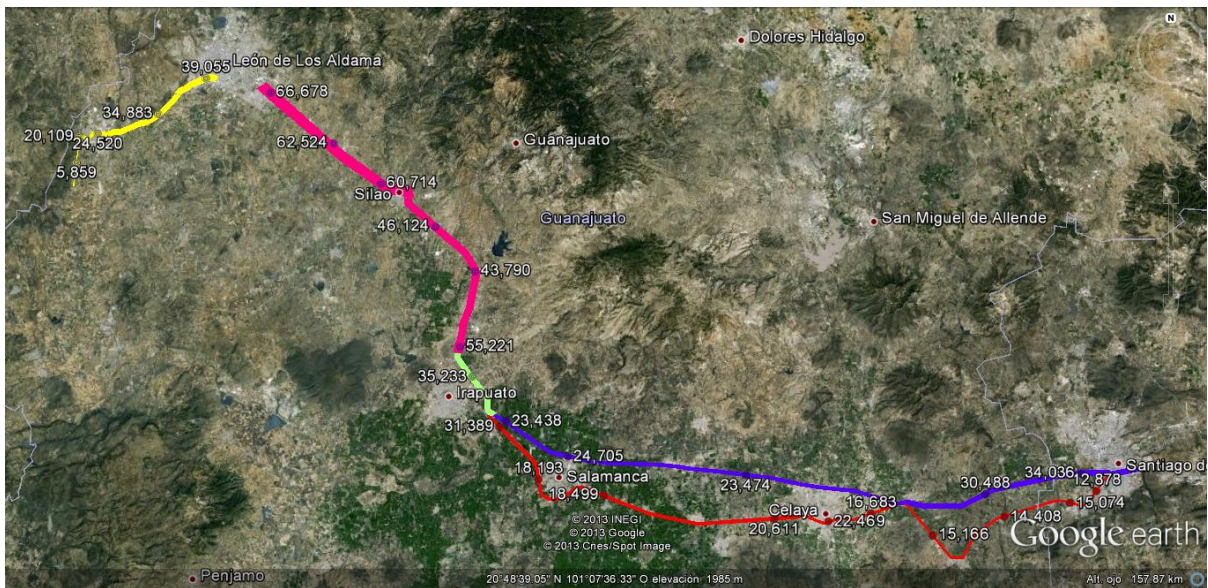 N
Dolores Hidalgo
39,055
León de Los Aldama
66,678
34,883
20,109
24,520
62,524
Guanajuato
5,859
60,714
Silao
Guanajuato
San Miguel de Allende
46,124
43,790
55,221
35,233
Irapuato
31,389
23,438
24,705
18,193
Salamanca
23,474
34,036
Santiago de
12,878
30,488
18,499
16,683
15,074
Celaya
14,408
© 2013 INEGI
20,611
22,469
15,166
© 2013 Google
Google earth
© 2013 Cnes/Spot Image
Penjamo
20°48'39.05" N 101°07'36.33" O elevación 1985 m
Alt. ojo 157.87 km